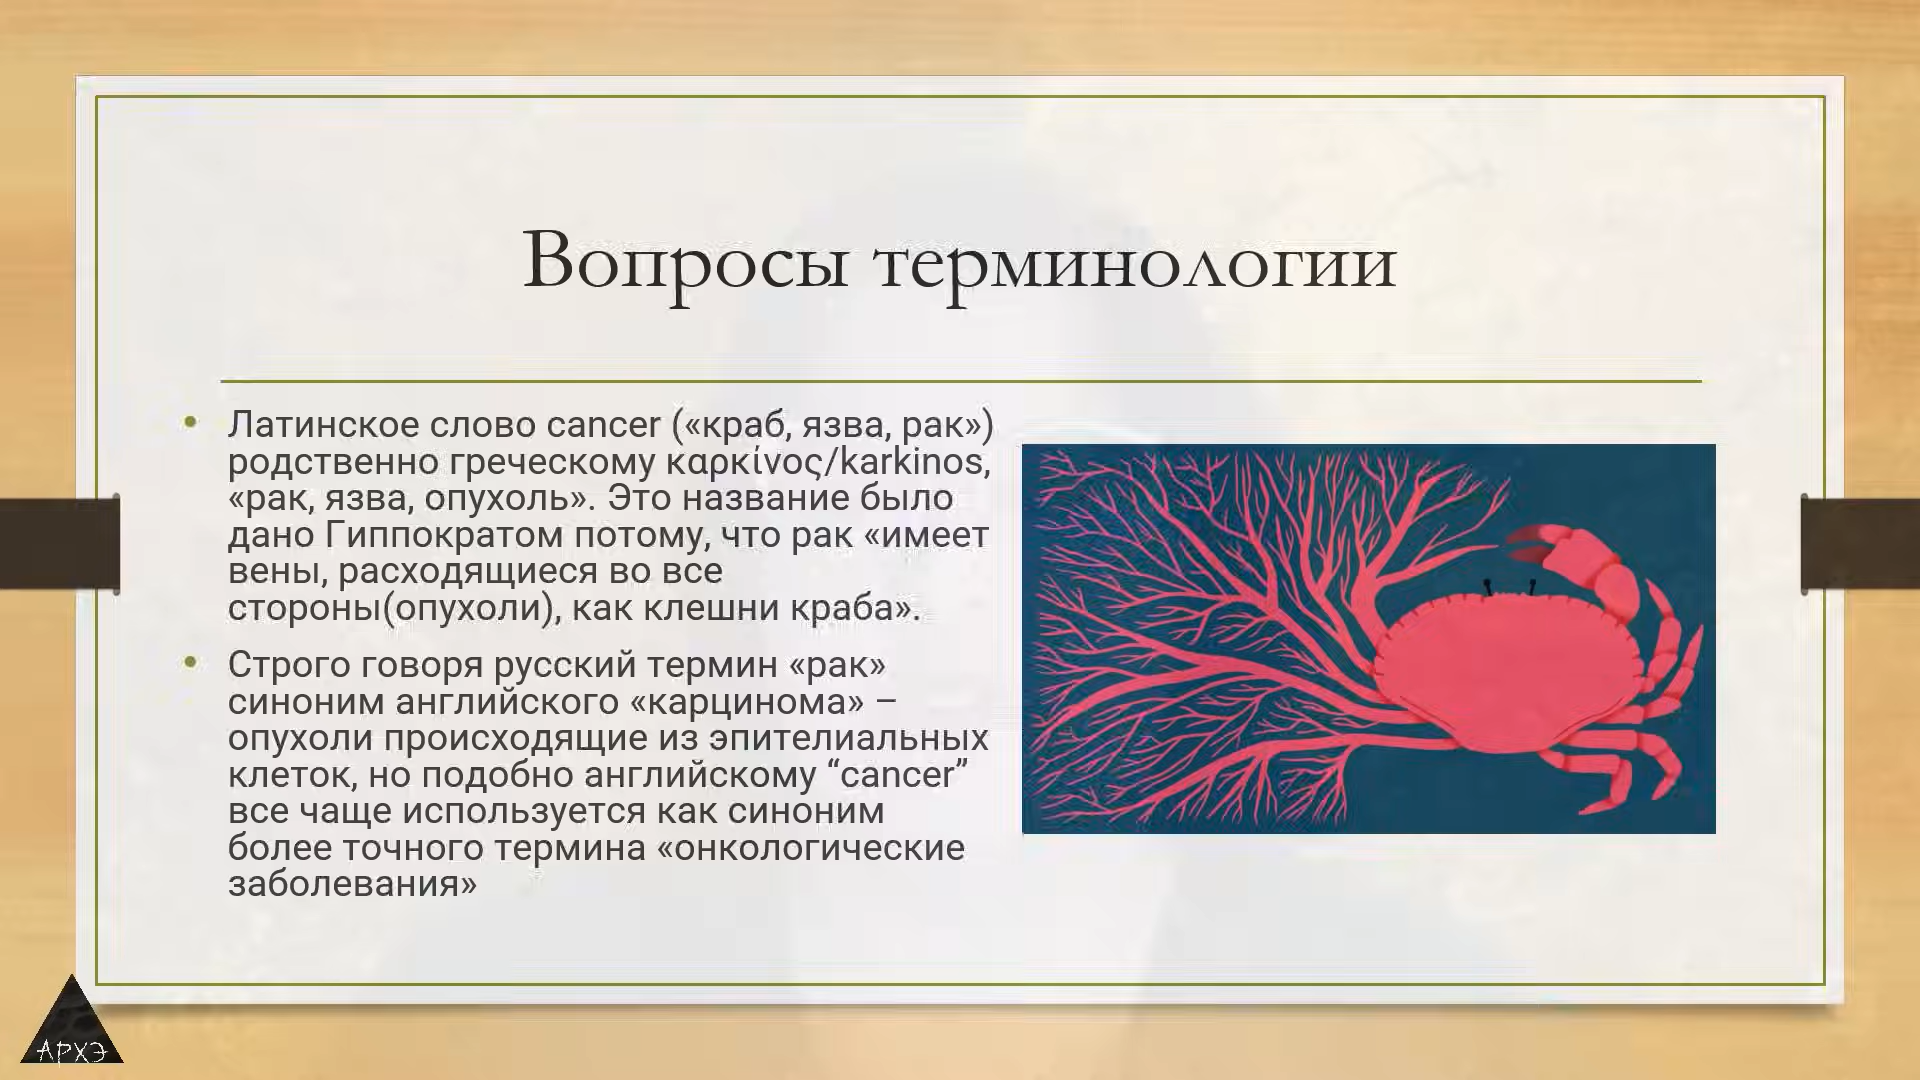 Вопросы терминологии
• Латинское слово cancer («краб, язва, рак»)
родственно греческому καρκίνος/karkinos,
«рак, язва, опухоль». Это название было
дано Гиппократом потому, что рак «имеет
вены, расходящиеся во все
стороны(опухоли), как клешни краба».
• Строго говоря русский термин «рак»
синоним английского «карцинома» –
опухоли происходящие из эпителиальных
клеток, но подобно английскому “cancer”
все чаще используется как синоним
более точного термина «онкологические
заболевания»
АРХЭ